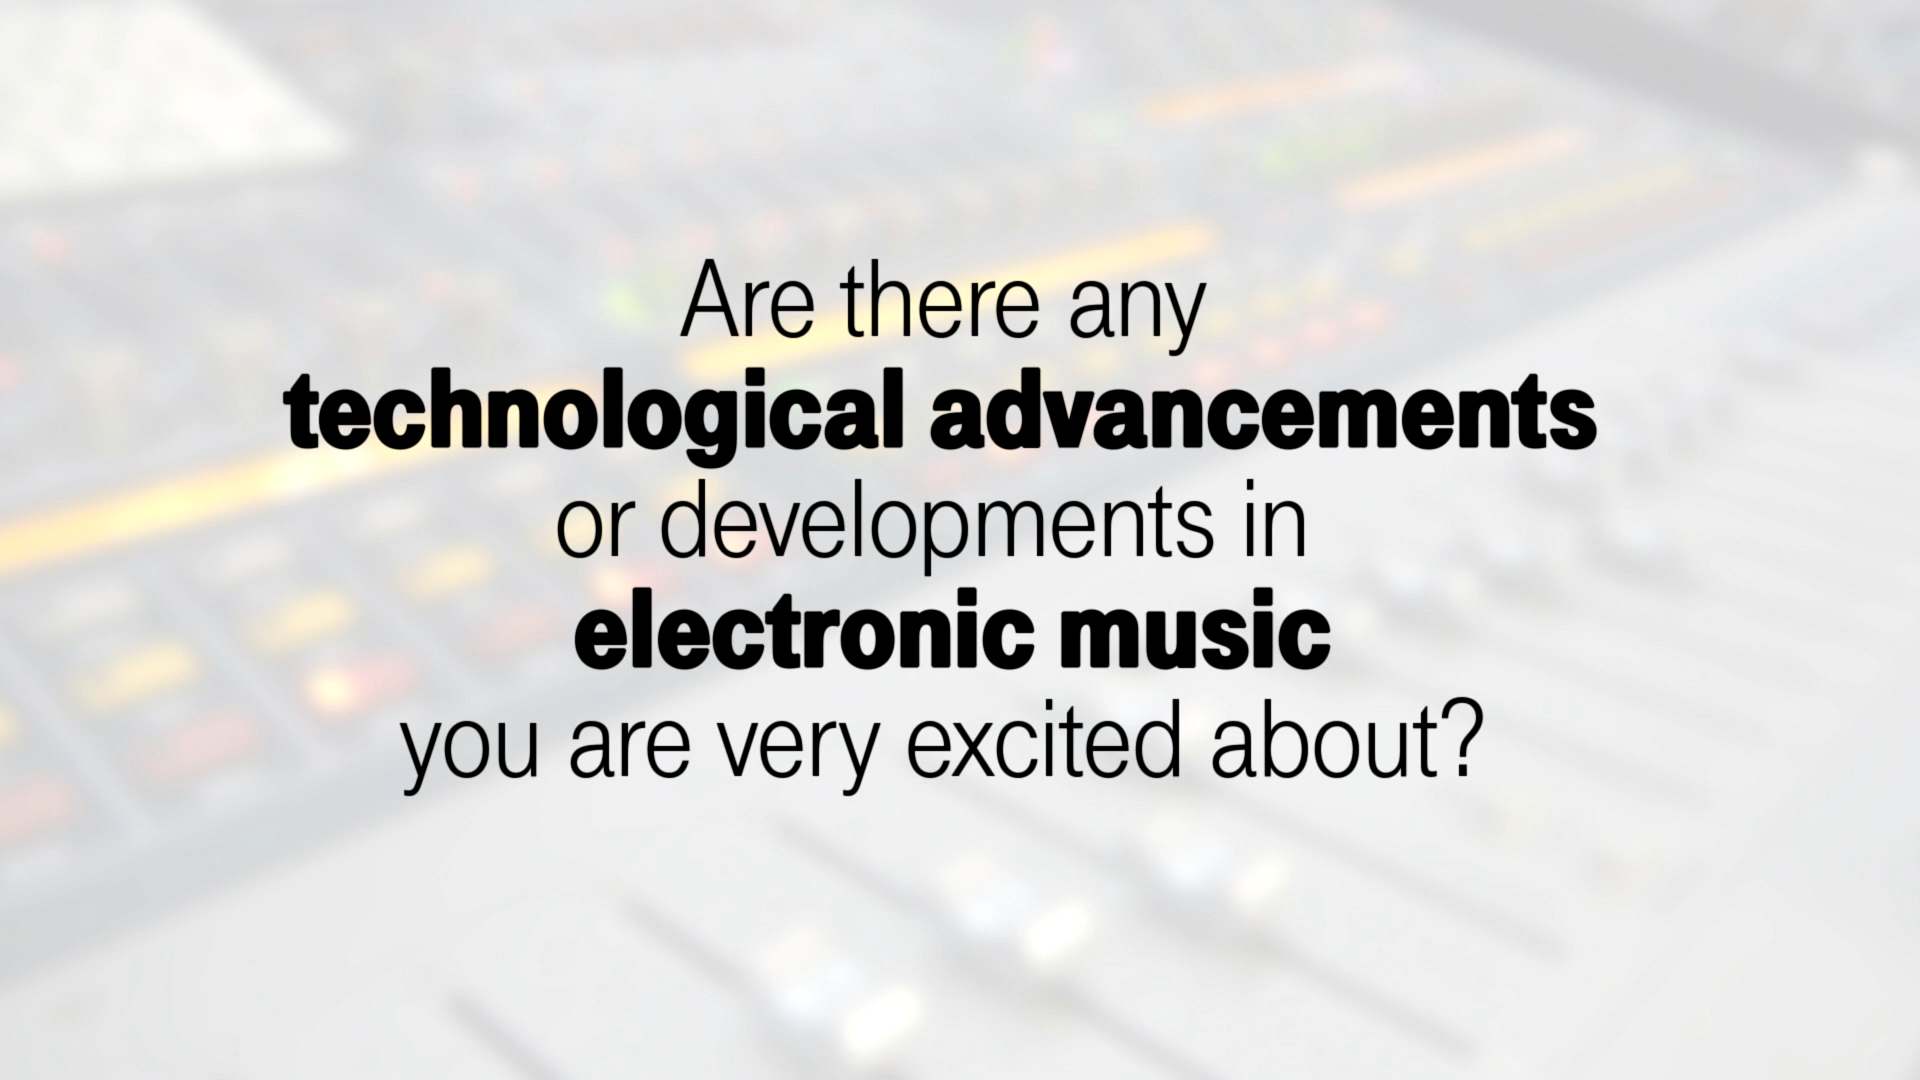 Are there any
technological advancements
or developments in
electronic music
you are very excited about?